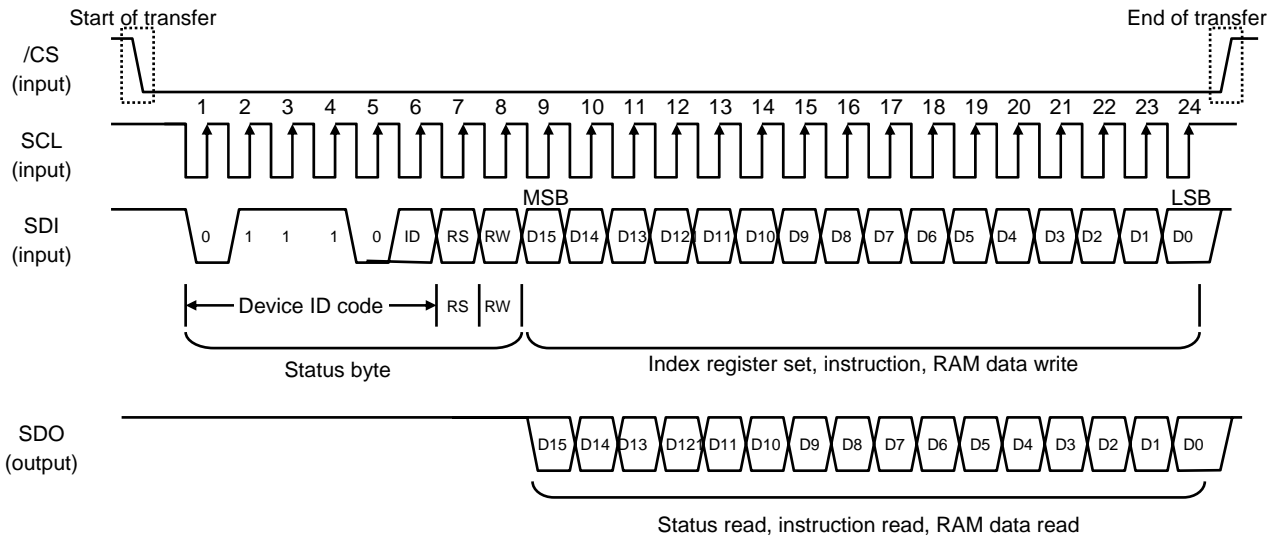 Start of transfer
End of transfer
/CS
(input)
1 2 3 4 5 6 7 8 9 10 11 12 13 14 15 16 17 18 19 20 21 22 23 24
SCL
(input)
MSB
LSB
SDI
(input)
0 1 1 1 0 ID RS RW D15 D14 D13 D121 D11 D10 D9 D8 D7 D6 D5 D4 D3 D2 D1 D0
Device ID code RS RW
Status byte
Index register set, instruction, RAM data write
SDO
(output)
D15 D14 D13 D121 D11 D10 D9 D8 D7 D6 D5 D4 D3 D2 D1 D0
Status read, instruction read, RAM data read